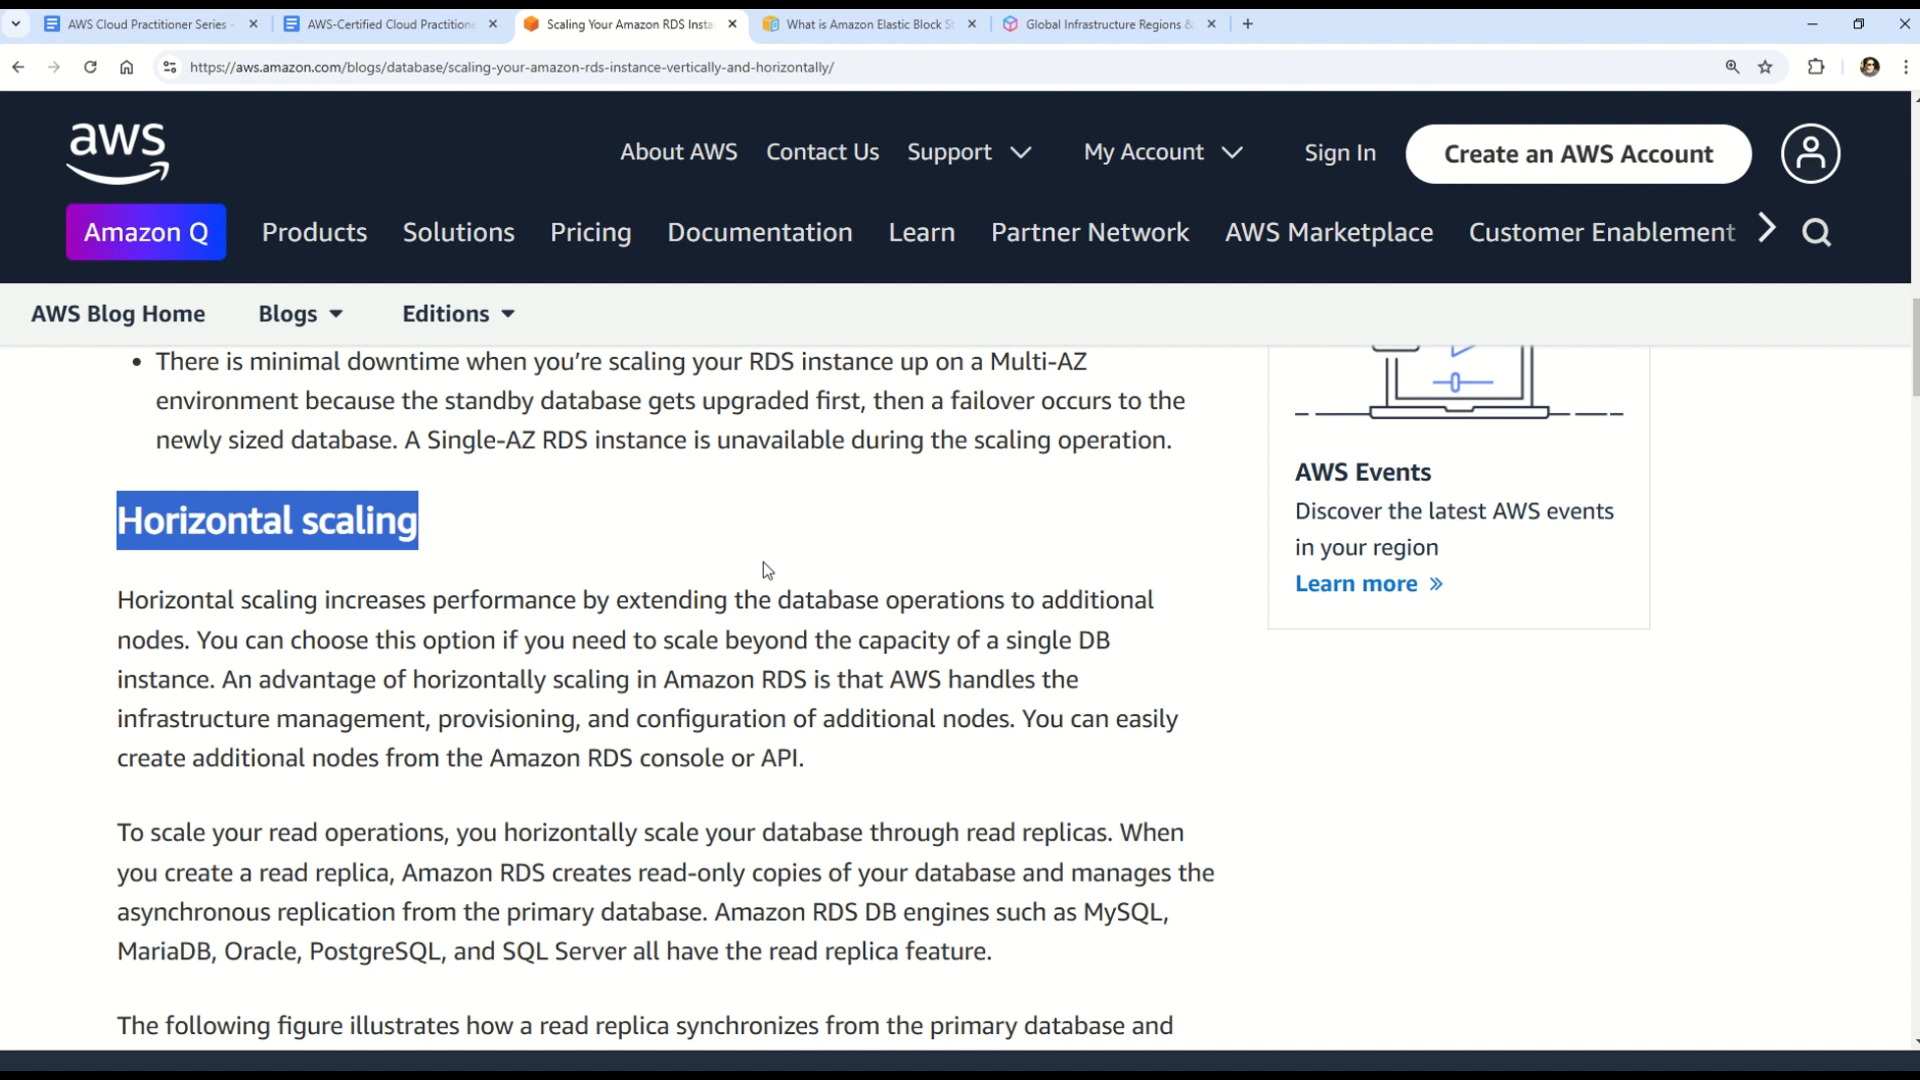 AWS Cloud Practitioner Series -
AWS-Certified Cloud Practitione
Scaling Your Amazon RDS Insta
What is Amazon Elastic Block St
Global Infrastructure Regions &
https://aws.amazon.com/blogs/database/scaling-your-amazon-rds-instance-vertically-and-horizontally/
aws
About AWS Contact Us Support My Account Sign In Create an AWS Account
Amazon Q Products Solutions Pricing Documentation Learn Partner Network AWS Marketplace Customer Enablement
AWS Blog Home Blogs Editions
• There is minimal downtime when you’re scaling your RDS instance up on a Multi-AZ
environment because the standby database gets upgraded first, then a failover occurs to the
newly sized database. A Single-AZ RDS instance is unavailable during the scaling operation.
Horizontal scaling
Horizontal scaling increases performance by extending the database operations to additional
nodes. You can choose this option if you need to scale beyond the capacity of a single DB
instance. An advantage of horizontally scaling in Amazon RDS is that AWS handles the
infrastructure management, provisioning, and configuration of additional nodes. You can easily
create additional nodes from the Amazon RDS console or API.
To scale your read operations, you horizontally scale your database through read replicas. When
you create a read replica, Amazon RDS creates read-only copies of your database and manages the
asynchronous replication from the primary database. Amazon RDS DB engines such as MySQL,
MariaDB, Oracle, PostgreSQL, and SQL Server all have the read replica feature.
The following figure illustrates how a read replica synchronizes from the primary database and
AWS Events
Discover the latest AWS events
in your region
Learn more »